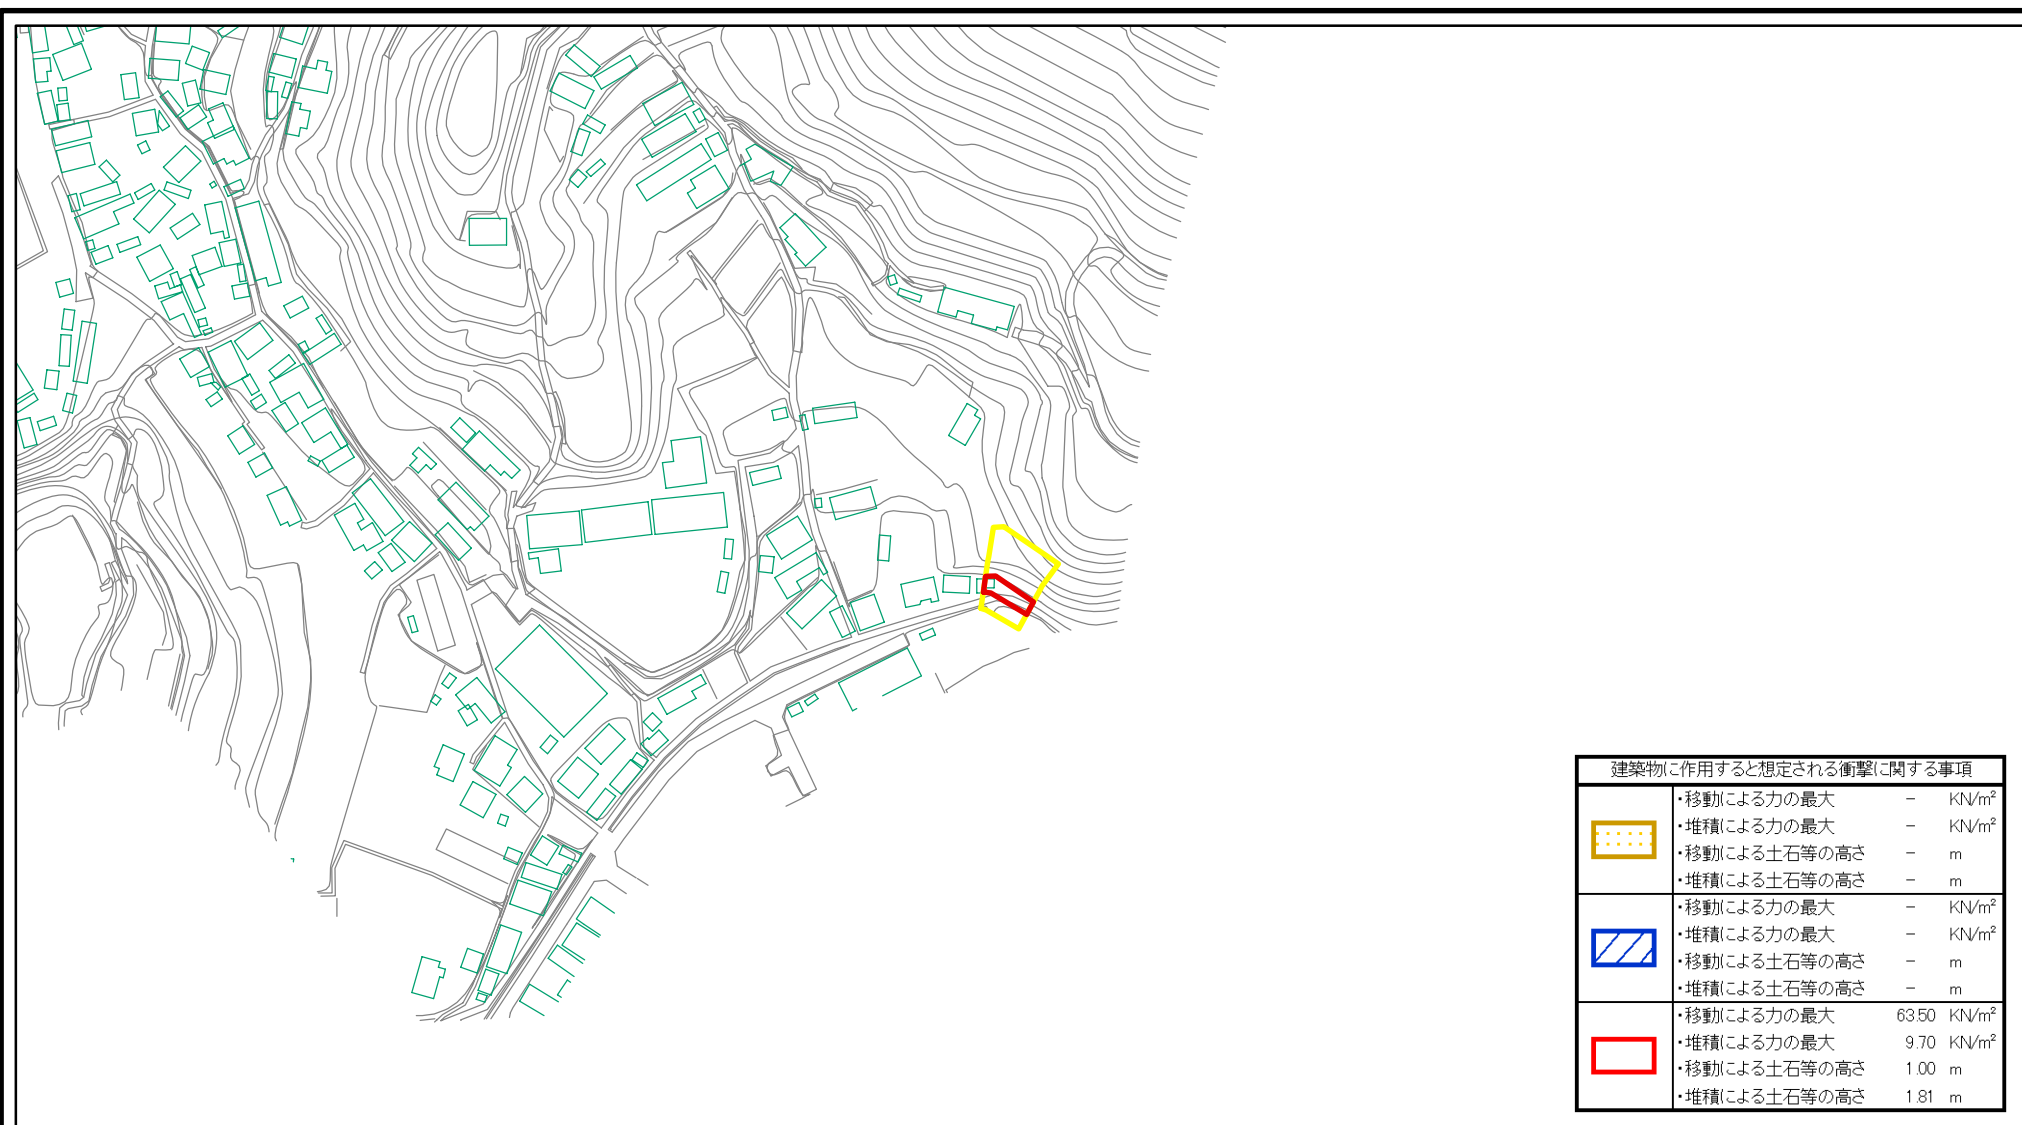 建築物に作用すると想定される衝撃に関する事項
・移動による力の最大 － KN/m²
・堆積による力の最大 － KN/m²
・移動による土石等の高さ － m
・堆積による土石等の高さ － m
・移動による力の最大 － KN/m²
・堆積による力の最大 － KN/m²
・移動による土石等の高さ － m
・堆積による土石等の高さ － m
・移動による力の最大 63.50 KN/m²
・堆積による力の最大 9.70 KN/m²
・移動による土石等の高さ 1.00 m
・堆積による土石等の高さ 1.81 m